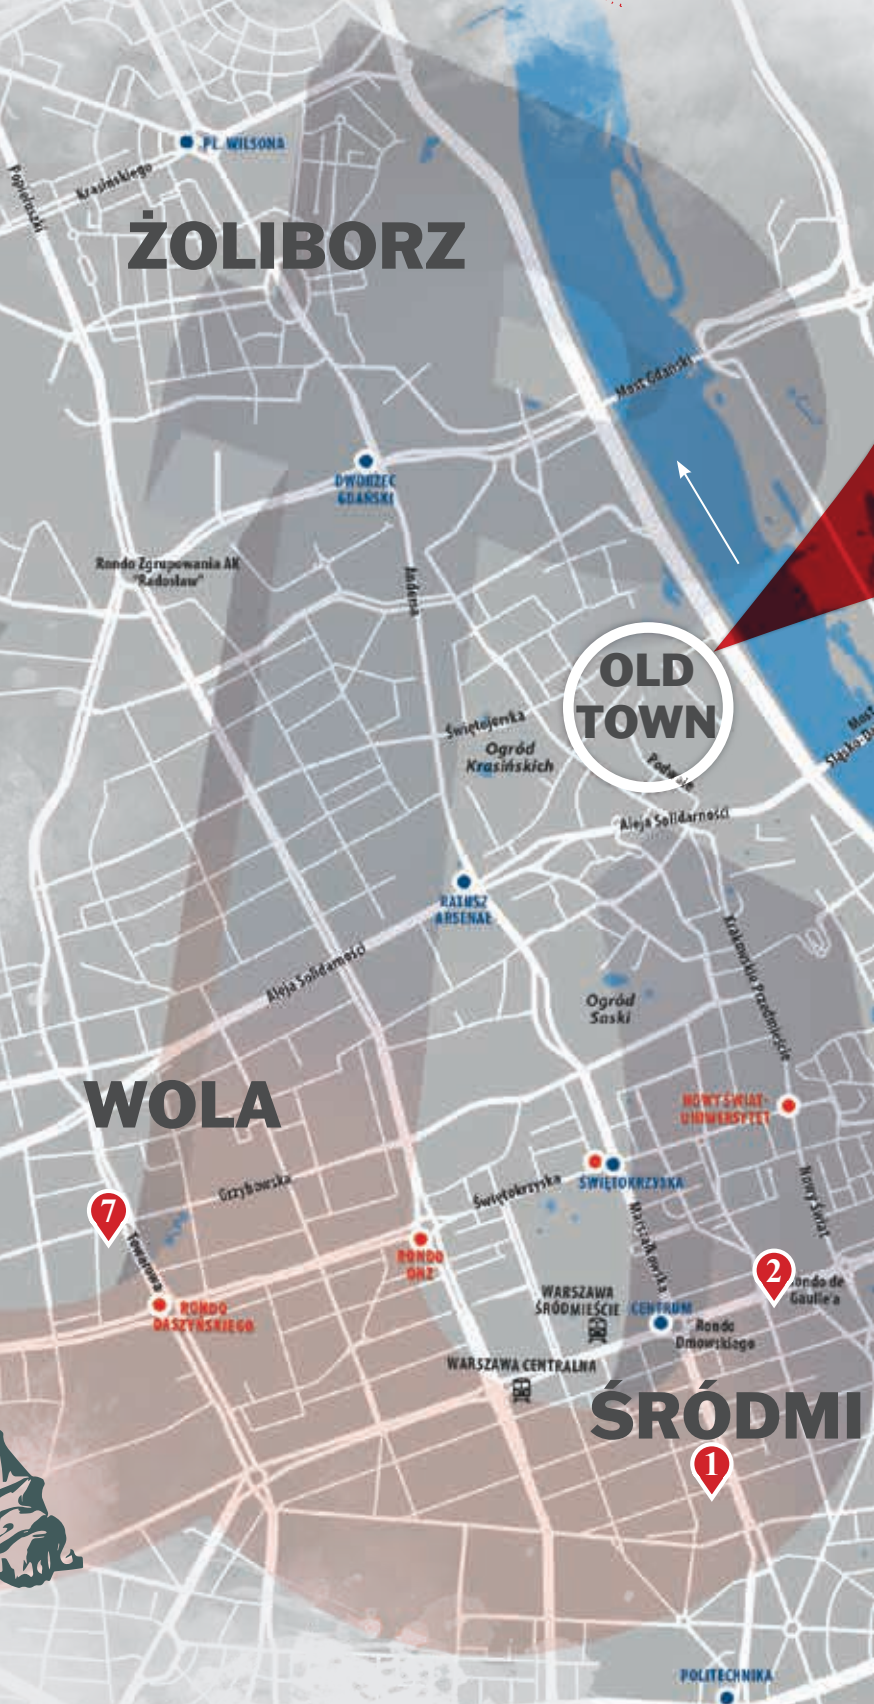 PL. WILSONA
Popiełuszki
Krasińskiego
ŻOLIBORZ
Most Gdański
DWORZEC
GDAŃSKI
Rondo Zgrupowania AK
"Radosław"
Andersa
OLD
TOWN
Świętojerska
Ogród
Krasińskich
Podwale
Most
Śląsko-Dą
Aleja Solidarności
RATUSZ
ARSENAŁ
Krakowskie Przedmieście
Aleja Solidarności
Ogród
Saski
WOLA
NOWY ŚWIAT-
UNIWERSYTET
Grzybowska
Świętokrzyska
ŚWIĘTOKRZYSKA
Nowy Świat
7
Towarowa
Marszałkowska
RONDO
ONZ
2
Rondo de
Gaulle'a
WARSZAWA
ŚRÓDMIEŚCIE
CENTRUM
RONDO
DASZYŃSKIEGO
Rondo
Dmowskiego
WARSZAWA CENTRALNA
ŚRÓDMI
1
POLITECHNIKA